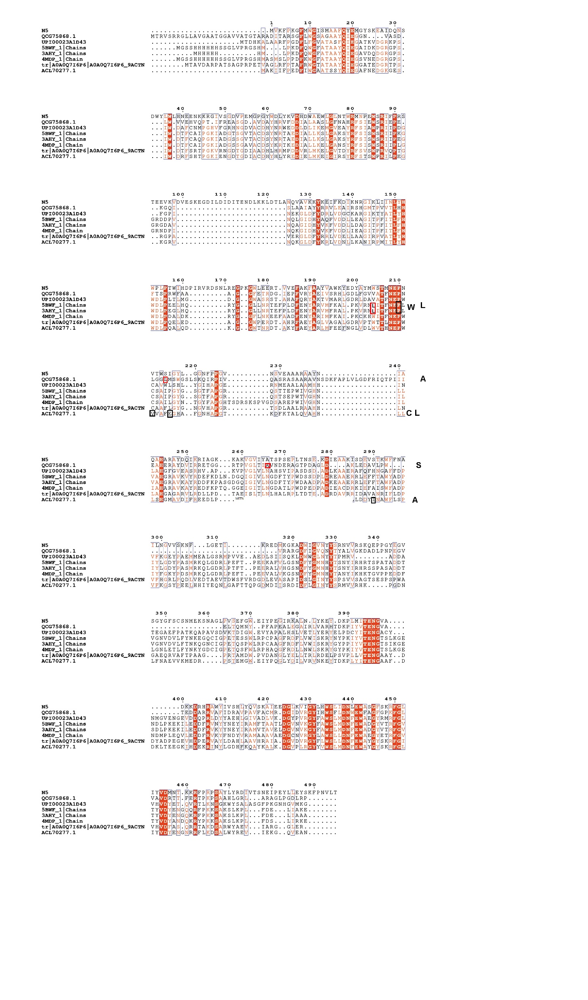 1 10 20 30
N5 ...........................MVKFPKGFMWGISMAAFQYEMGYSKEAIDQNS
QCG75868.1 MTRVSRRGLLAVGAATGGAVVATGTARADITARSGFLWGSAGAAYQIEGGN...VASD.
UPI00023A1D43 .....................MTDHKALAARFPGDFLFGVATASFQIEGATKVDGRKPS.
5BWF_1|Chains ......MGSSHHHHHHSSGLVPRGSHM....LPKDFQWGFATAAYQIEGAIDKDGRGPS.
3AHY_1|Chains ..........MHHHHHH.........HM....LPKDFQWGFATAAYQIEGAVDQDGRGPS.
4MDP_1|Chain ......MGSSHHHHHHSSGLVPRGSHMASMSLPPDFKWGFATAAYQIEGSVNEDGRGPS.
tr|A0A0Q7I6P6|A0A0Q7I6P6_9ACTN ........MTAVDARPATSAGPRPETVAGLRFPTAFRWGTATAAYQIEGGATEDGRTPS.
ACL70277.1 ..........................MAKIIFPEDFIWGAATSSYQIEGAFNEDGKGES.
40 50 60 70 80 90
N5 DWYLWLHNEENKKRGIVSGDVPEMGPGYWDLYKVDHDWAEWLGLNTWRMNPEWSRIFPRS
QCG75868.1 ...LW.VVEHVQPT.IFREASGD.AVDAYHRVFDDIALAASLGFNAHRFSIEWSRIEPE.
UPI00023A1D43 ...IW.DAFCNMPGHVFGRHNGDVACDHYNRWEDDLDLIKEMGVEAYRFSIAWPRIIPDG
5BWF_1|Chains ...IW.DTFCAIPGKIADGTSGVTACDSYNRTAEDIALLKSLGAKSYRFSISWSRIIPKG
3AHY_1|Chains ...IW.DTFCAQPGKIADGSSGVTACDSYNRTAEDIALLKSLGAKSYRFSISWSRIIPEG
4MDP_1|Chain ...IW.DTFCAIPGKIADGSSGAVACDSYKRTKEDIALLKELGANSYRFSISWSRIIPLG
tr|A0A0Q7I6P6|A0A0Q7I6P6_9ACTN ...IW.DTFSRTPGKVRNGDTGDIAADHLHRMPDDVRLMKELGVTDYRFSVSWPRVQPTG
ACL70277.1 ...IW.DRFSHTPGKIENGDTGDIACDHYHLYREDIELMKEIGIRSYRFSTSWPRILPEG
100 110 120 130 140 150
N5 TEEVKVDVESKEGDILDIDITENDLKKLDTLANQVAVKKYKEIFKDIKNRGIKLIINLYH
QCG75868.1 ..KGQI..........................SLAAIAYYRRVLEAIRSHGMTPVVTLHH
UPI00023A1D43 ..FGPI..........................NEKGLDFYDRLVDGCKARGIKTYATLYH
5BWF_1|Chains GRDDPV..........................NQLGIDHYAQFVDDLLEAGITPFITLFH
3AHY_1|Chains GRGDAV..........................NQAGIDHYVKFVDDLLDAGITPFITLFH
4MDP_1|Chain GRNDPI..........................NQKGIDHYVKFVDDLIEAGITPFITLFH
tr|A0A0Q7I6P6|A0A0Q7I6P6_9ACTN ..RGPA..........................VERGLDFYRRLVDELLAAGIRPVATLYH
ACL70277.1 ..KGRV..........................NQKGLDFYKRLVDNLLKANIRPMITLYH
160 170 180 190 200 210
N5 WPLPTWIHDPIRVRDSNLREGPKGWLEERT.VVEFAKFAAYVAWKYEDYAYMWSTMNEPN
QCG75868.1 FTSPRWFAA.........A.G..GFETRDG.IEPFVRYAEIVSRHLGDLFGVVATFNEPN
UPI00023A1D43 WDLPLTLMG.........D.G..GWASRST.AHAFQRYAKTVMARLGDRLDAVATFNEPW
5BWF_1|Chains WDLPEELHQ.........RYG..GLLNRTEFPLDFENYARVMFKAL.PKVRNLITFNEPL W L
3AHY_1|Chains WDLPEGLHQ.........RYG..GLLNRTEFPLDFENYARVMFRAL.PKVRNLITFNEPL
4MDP_1|Chain WDLPDALDK.........RYG..GFLNKEEFAADFENYARIMFKAI.PKCKHWITFNEPW
tr|A0A0Q7I6P6|A0A0Q7I6P6_9ACTN WDLPQELED.........A.G..GWPERDT.AHRFAEYAGLVAGALGDRVPTWTTLNEPW
ACL70277.1 WDLPQALQD.........K.G..GWTNRDT.AKYFAEYARLMFEEFNGLVDLWVTHNEPW
220 230 240
N5 VTWSIGYL..GGNFPPGV..........NSVEAAARAAYN..................IA
QCG75868.1 LGGLMSWGSLSKQIRPIV..........QASRASAARAVNSDKFAPLVLGDFRIQTPIII A
UPI00023A1D43 CAVWLSHL..YGIHAPGE..........RNMEAALAAMHH..................IN
5BWF_1|Chains CSAIPGYG..SGTFAPGR..........QSTTEPWIVGHN..................LL
3AHY_1|Chains CSAIPGYG..SGTFAPGR..........QSTSEPWTVGHN..................IL
4MDP_1|Chain CSAILGYN..TGYFAPGHTSDRSKSPVGDSAREPWIVGHN..................IL
tr|A0A0Q7I6P6|A0A0Q7I6P6_9ACTN CAAFLGYG..NGVHAPGR..........TSDLAALRAAHH..................LN
ACL70277.1 VVAFEGHA..FGNHAPGT..........KDFKTALQVAHH..................LL C L
250 260 270 280 290
N5 QAHARAYDQIKRIAGK...KAKVGVIYATSPSEPLTNSE.KDIEAAKISDEVSTKWFFNA
QCG75868.1 EAHERAYDVIRRETGG...RTPVGLTIAVNDERAGTPDAGLD....AKLEDAVLPW.... S
UPI00023A1D43 LAHGFGVEASRHV.AP...KVPVGLVLNAHSVIPASDSD.ADLKAAERAFQFHNGAFFDP
5BWF_1|Chains VAHGRAVKVYRDEFKDLN.DGQIGIVLNGDFTYPWDSSDPLDREAAERRLEFFTAWYADP
3AHY_1|Chains VAHGRAVKAYRDDFKPASGDGQIGIVLNGDFTYPWDAADPADKEAAERRLEFFTAWFADP
4MDP_1|Chain IAHARAVKAYREDFKPTQ.GGEIGITLNGDATLPWDPEDPADIEACDRKIEFAISWFADP
tr|A0A0Q7I6P6|A0A0Q7I6P6_9ACTN LAHGAGARVLRDLLPD...TAEISLTLNLHALRPLTDTE.ADRDAVRRIDAVANRIFLDP
ACL70277.1 LSHGMAVDIFREEDLP.... WITFN LDDYINAWFLSP A
300 310 320 330 340
N5 ILNGVVSKNF...LGETI........KREDMKGKADWIGVNYYSRNVVRSKQEPPGYEGV
QCG75868.1 ..............................VRARGDFIGVQNYTYALVGKDADLPNPEGV
UPI00023A1D43 VFKGEYPAEMMEALGSRMPVVE..AEDLSIISQKLDWWGLNYYTPMRV........ADDA
5BWF_1|Chains IYLGDYPASMRKQLGDRLPEFT..PEEKAFVLGSNDFYGMNHYTSNYIRHRTSPATADDT
3AHY_1|Chains IYLGDYPASMRKQLGDRLPTFT..PEERALVHGSNDFYGMNHYTSNYIRHRSSPASADDT
4MDP_1|Chain IYFGKYPDSMRKQLGDRLPEFT..PEEVALVKGSNDFYGMNHYTANYIKHKTGVPPEDDF
tr|A0A0Q7I6P6|A0A0Q7I6P6_9ACTN VFHGRLPQDLVEDTAEVTDWSFVRDGDLEVASAPIDSLGINYYSPSVVSAGTSESPSPWA
ACL70277.1 VFKGSYPEELHHIYEQNLGAFTTQPGDMDIISRDIDFLGINYYSRMVVRHK.....PGDN
350 360 370 380 390
N5 SGYGFSCSNMEKSNAGLPVSEFGW.EIYPEGIRKALN.LYKEY.DKPLMITENGVA....
QCG75868.1 .................ELTQMNY..PFAPEALEGAIRLVARHTDKPIYVTENGVA....
UPI00023A1D43 TEGAEFPATKQAPAVSDVKTDIGW.EVYAPALHSLVETLYERYELPDCYITENGACY...
5BWF_1|Chains VGNVDVLFYNKEGQCIGPETESSWLRPCPAGFRDFLVWISKRYNYPKIYVTENGTSLKGE
3AHY_1|Chains VGNVDVLFTNKQGNCIGPETQSPWLRPCAAGFRDFLVWISKRYGYPPIYVTENGTSIKGE
4MDP_1|Chain LGNLETLFYNKYGDCIGPETQSFWLRPHAQGFRDLLNWLSKRYGYPKIYVTENGTSLKGE
tr|A0A0Q7I6P6|A0A0Q7I6P6_9ACTN GAEQRVAFTPAAG....PRTAMDW.PVDANGLYELLTRLRDELPSVPLLVTENGAAY..D
ACL70277.1 LFNAEVVKMEDR.....PSTEMGW.EIYPQGLYDILVRVNKEYTDKPLYITENGAAF..D
400 410 420 430 440 450
N5 .......DKKDRHRAWYIVSHLYQVSKAIEEDGLKVIGYLHWSLIDNLEWASGFSKRFGL
QCG75868.1 .......TEDDARRVAFIDRAVPAVFACMR.DGIDVRGYIHWSFLDNWEWFAGFGPKFGL
UPI00023A1D43 NMGVENGEVDDQPRLDYYAEHLGIVADLVK.DGYPVRGYFAWSLMDNFEWAEGYRMRFGL
5BWF_1|Chains NDLPKEKILEDDFRVNYYNEYIRAMFTAATLDGVNVKGYFAWSLMDNFEWADGYVTRFGV
3AHY_1|Chains SDLPKEKILEDDFRVKYYNEYIRAMVTAVELDGVNVKGYFAWSLMDNFEWADGYVTRFGV
4MDP_1|Chain NDMPLEQVLEDDFRVKYFNDYVRAMAAAVAEDGCNVRGYLAWSLLDNFEWAEGYETRFGV
tr|A0A0Q7I6P6|A0A0Q7I6P6_9ACTN DYADPEGEVHDPERVAYLDAHLAAVHRAIA.DGVDVRGYFLWSLLDNFEWAYGYSKRFGI
ACL70277.1 DKLTEEGKIHDEKRINYLGDHFKQAYKALK.DGVPLRGYYVWSLMDNFEWAYGYSKRFGL
460 470 480 490
N5 IYVDMNT.KKRFPRPSAYLYRDIVTSNEIPEYLLEYSKFPNVLT
QCG75868.1 VAVDRTT.FERTPKPSAAHLGRL...ARAGLPGDLRP.......
UPI00023A1D43 VHVDYET.QVRTLKNSGKWYSALASGFPKGNHGVMKG.......
5BWF_1|Chains TYVDYENGQQRFPKKSAKSLKPL...FDE...LIAKE.......
3AHY_1|Chains TYVDYENGQKRFPKKSAKSLKPL...FDE...LIAAA.......
4MDP_1|Chain TYVDYANDQKRYPKKSAKSLKPL...FDS...LIRKE.......
tr|A0A0Q7I6P6|A0A0Q7I6P6_9ACTN VHVDFAS.QRRTAKDSARWYAEV...IARG..GLER........
ACL70277.1 IYVDYENGNRRFLKDSALWYREV...IEKG..QVEAN.......